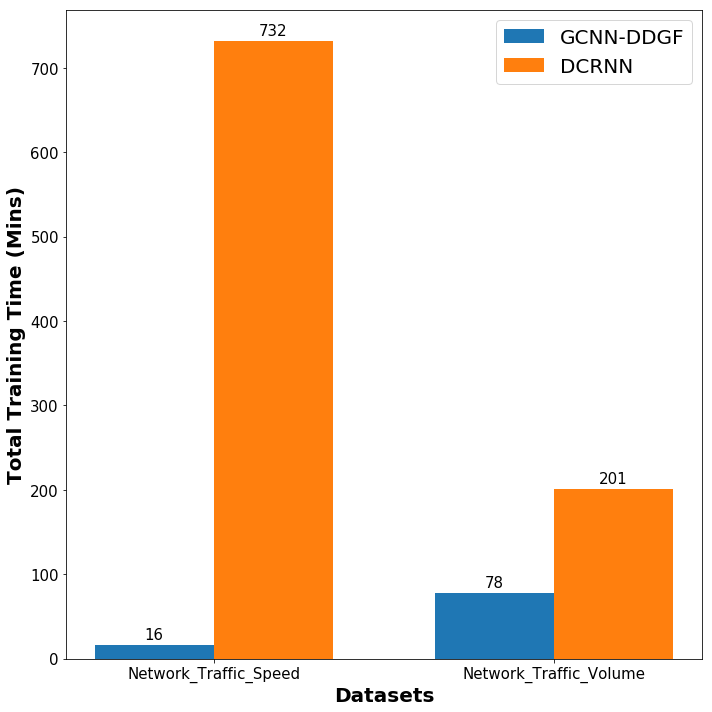 GCNN-DDGF
DCRNN
Total Training Time (Mins)
700
600
500
400
300
200
100
0
732
16
201
78
Network_Traffic_Speed
Network_Traffic_Volume
Datasets